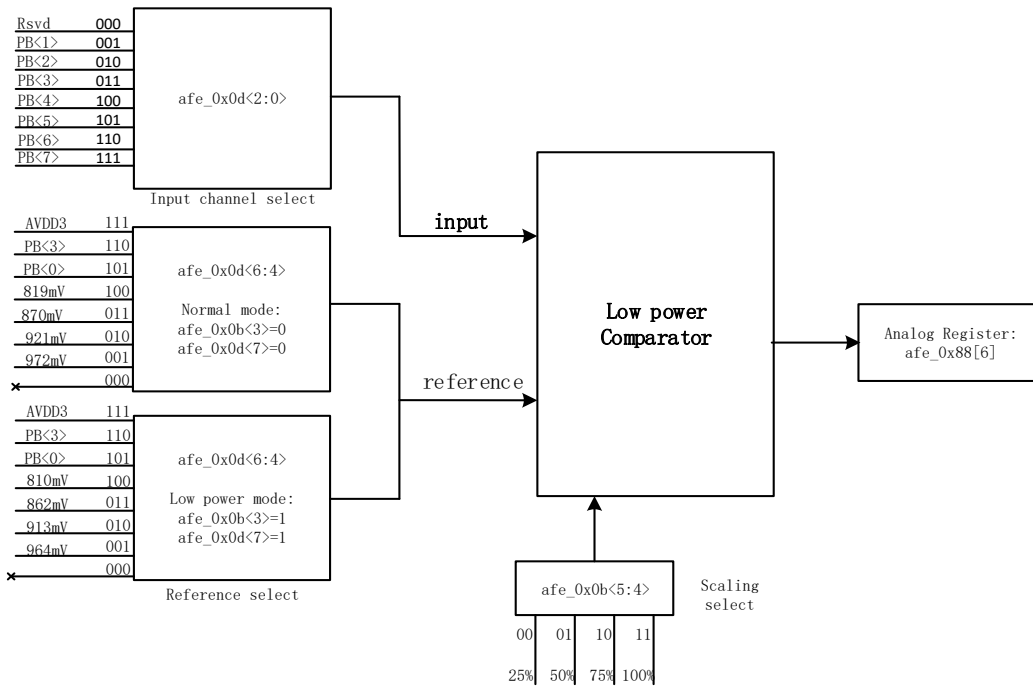 Rsvd 000
PB<1> 001
PB<2> 010
PB<3> 011
PB<4> 100
PB<5> 101
PB<6> 110
PB<7> 111
afe_0x0d<2:0>
Input channel select
AVDD3 111
PB<3> 110
PB<0> 101
819mV 100
870mV 011
921mV 010
972mV 001
000
afe_0x0d<6:4>
Normal mode:
afe_0x0b<3>=0
afe_0x0d<7>=0
AVDD3 111
PB<3> 110
PB<0> 101
810mV 100
862mV 011
913mV 010
964mV 001
000
afe_0x0d<6:4>
Low power mode:
afe_0x0b<3>=1
afe_0x0d<7>=1
Reference select
input
reference
Low power
Comparator
Analog Register:
afe_0x88[6]
afe_0x0b<5:4>
Scaling
select
00 01 10 11
25% 50% 75% 100%